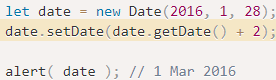 let date = new Date(2016, 1, 28);
date.setDate(date.getDate() + 2);
alert( date ); // 1 Mar 2016